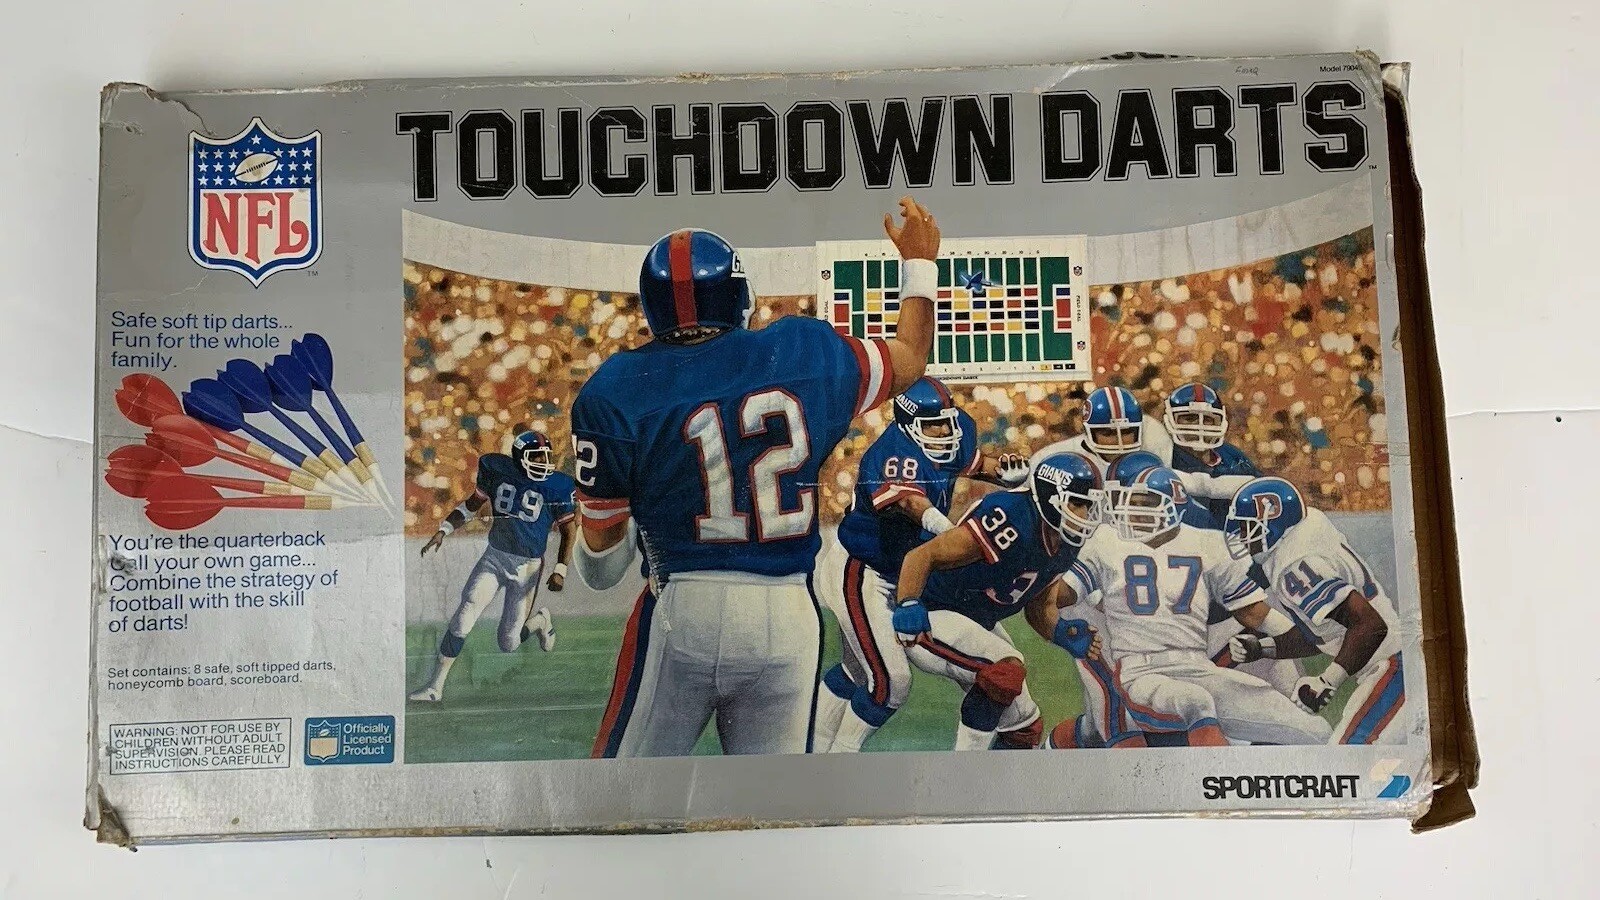 Model 7904
TOUCHDOWN DARTS™
NFL
TM
Safe soft tip darts...
Fun for the whole
family.
You're the quarterback
Call your own game...
Combine the strategy of
football with the skill
of darts!
Set contains: 8 safe, soft tipped darts,
honeycomb board, scoreboard.
WARNING: NOT FOR USE BY
CHILDREN WITHOUT ADULT
SUPERVISION. PLEASE READ
INSTRUCTIONS CAREFULLY.
Officially
Licensed
Product
12
2
89
68
38
GIANTS
87
41
D
SPORTCRAFT